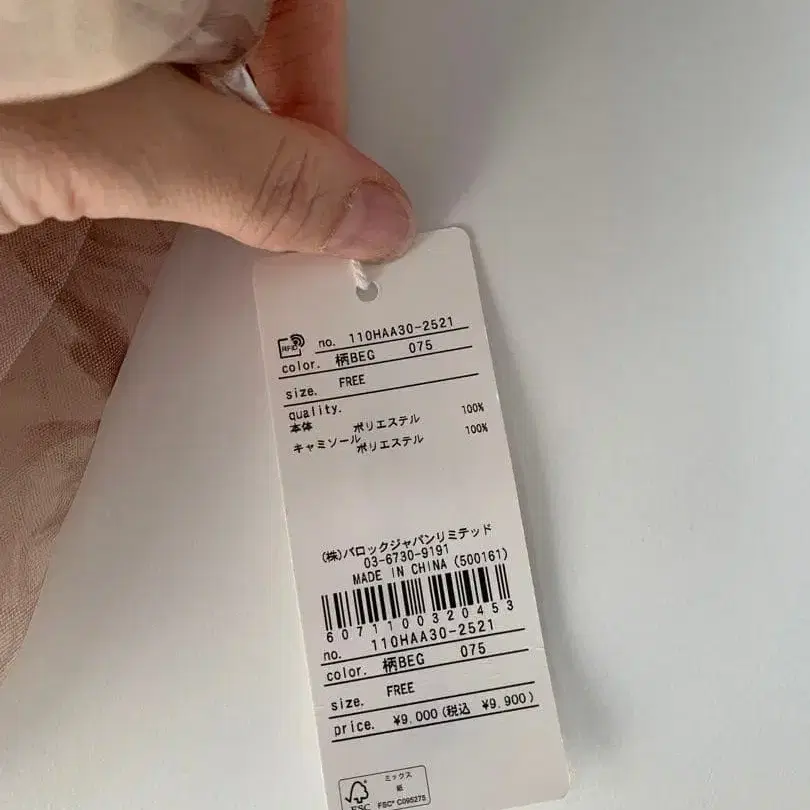 RFID
no. 110HAA30-2521
color. 柄BEG 075
size. FREE
quality.
本体 ポリエステル 100%
キャミソール ポリエステル 100%
(株)バロックジャパンリミテッド
03-6730-9191
MADE IN CHINA (500161)
6071100320453
no. 110HAA30-2521
color. 柄BEG 075
size. FREE
price. ¥9.000(税込 ¥9.900)
ミックス
紙
FSC FSC® C095275